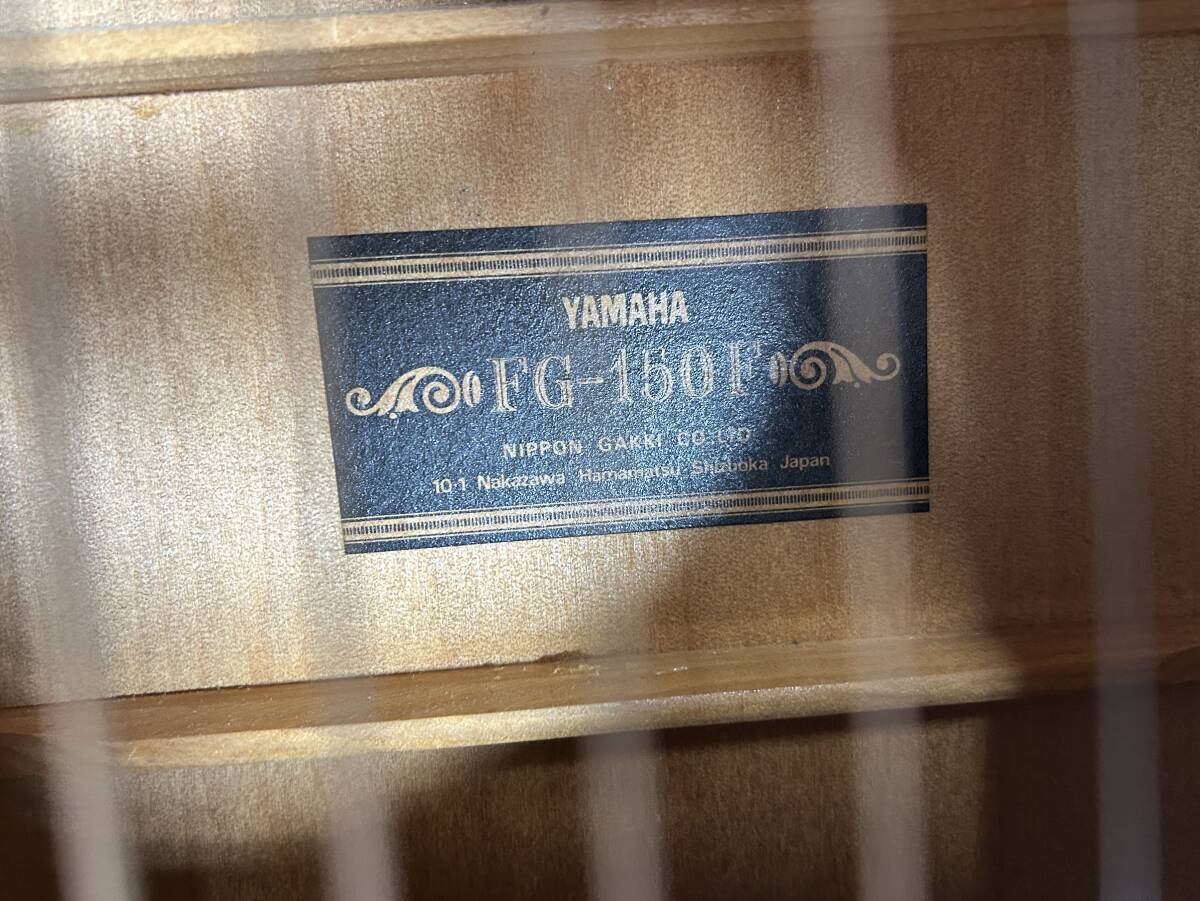 YAMAHA
FG-150F
NIPPON GAKKI CO. LTD
10 1 Nakazawa Hamamatsu Shizuoka Japan